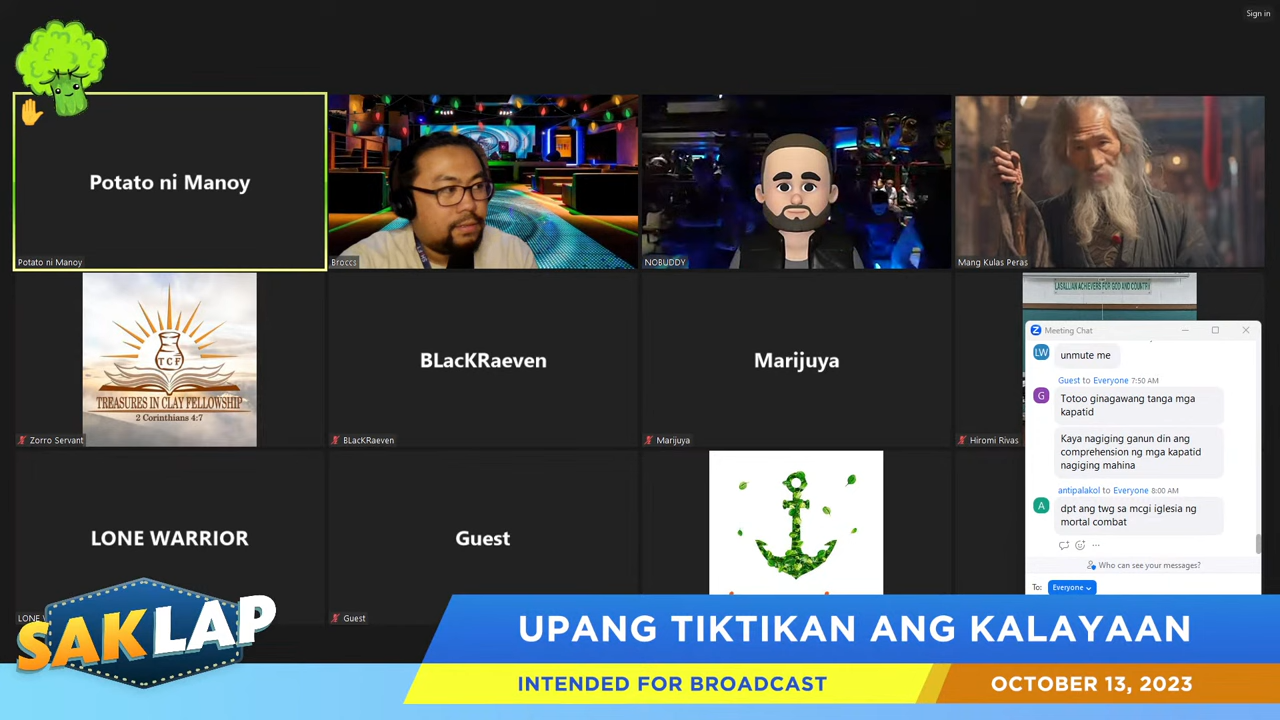 Sign in
Potato ni Manoy
Potato ni Manoy
Broccs
NOBUDDY
Mang Kulas Peras
TCF
TREASURES IN CLAY FELLOWSHIP
2 Corinthians 4:7
Zorro Servant
BLacKRaeven
BLacKRaeven
Marijuya
Marijuya
LASALLIAN ACHIEVERS FOR GOD AND COUNTRY
Hiromi Rivas
Meeting Chat
LW
unmute me
Guest to Everyone 7:50 AM
G
Totoo ginagawang tanga mga
kapatid
Kaya nagiging ganun din ang
comprehension ng mga kapatid
nagiging mahina
antipalakol to Everyone 8:00 AM
A
dpt ang twg sa mcgi iglesia ng
mortal combat
Who can see your messages?
To: Everyone
LONE WARRIOR
LONE
Guest
Guest
SAKLAP
UPANG TIKTIKAN ANG KALAYAAN
INTENDED FOR BROADCAST
OCTOBER 13, 2023